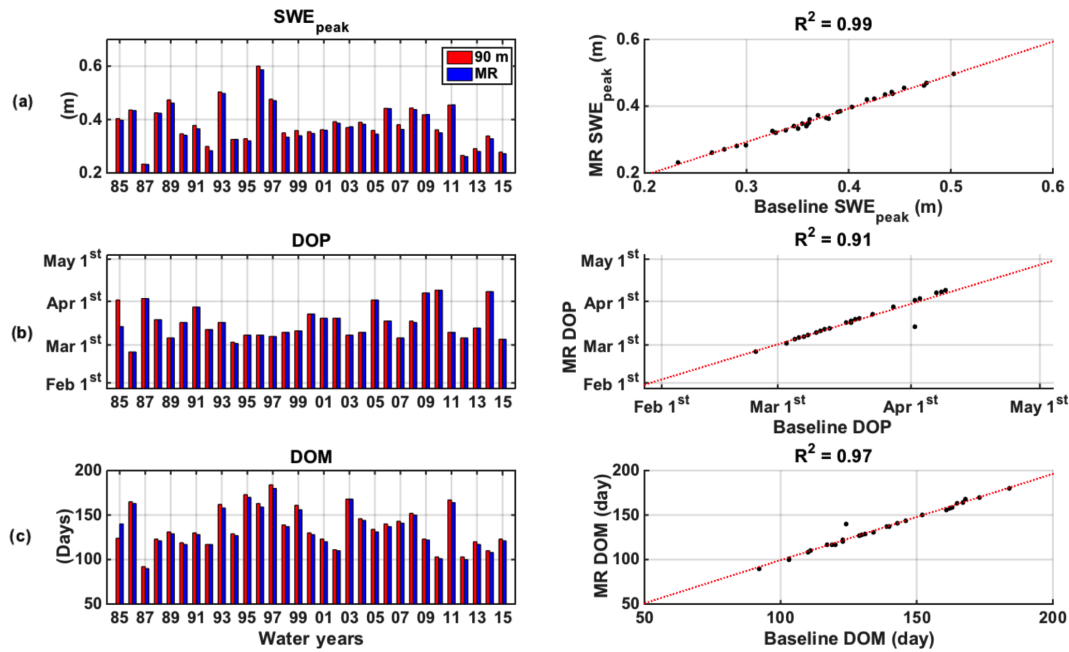 SWE_peak
R² = 0.99
(a)
(m)
0.6
0.4
0.2
90 m
MR
85 87 89 91 93 95 97 99 01 03 05 07 09 11 13 15
MR SWE_peak (m)
0.6
0.4
0.2
0.2 0.3 0.4 0.5 0.6
Baseline SWE_peak (m)
DOP
R² = 0.91
(b)
May 1st
Apr 1st
Mar 1st
Feb 1st
85 87 89 91 93 95 97 99 01 03 05 07 09 11 13 15
MR DOP
May 1st
Apr 1st
Mar 1st
Feb 1st
Feb 1st Mar 1st Apr 1st May 1st
Baseline DOP
DOM
R² = 0.97
(c)
(Days)
200
150
100
50
85 87 89 91 93 95 97 99 01 03 05 07 09 11 13 15
Water years
MR DOM (day)
200
150
100
50
50 100 150 200
Baseline DOM (day)